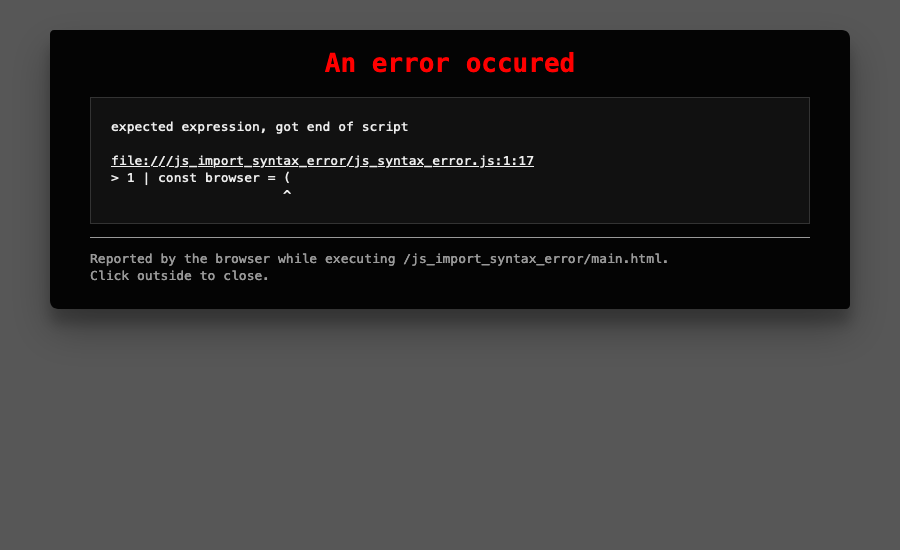 An error occured
expected expression, got end of script
file:///js_import_syntax_error/js_syntax_error.js:1:17
> 1 | const browser = (
^
Reported by the browser while executing /js_import_syntax_error/main.html.
Click outside to close.